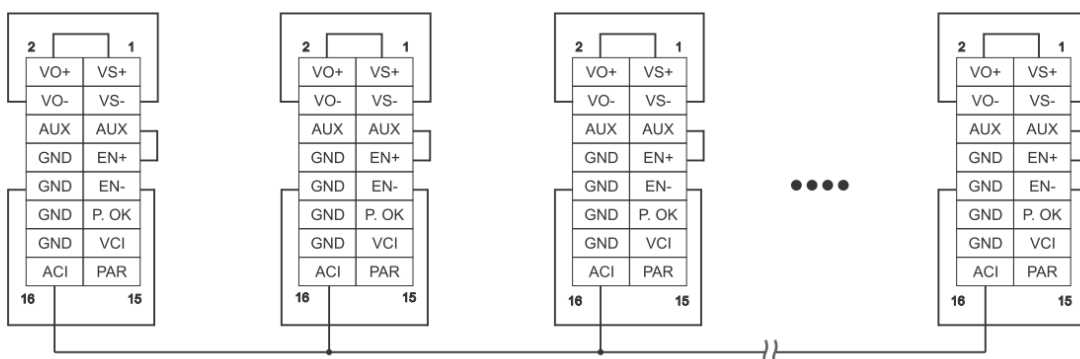 2 1 2 1 2 1 2 1
VO+ VS+ VO+ VS+ VO+ VS+ VO+ VS+
VO- VS- VO- VS- VO- VS- VO- VS-
AUX AUX AUX AUX AUX AUX AUX AUX
GND EN+ GND EN+ GND EN+ GND EN+
GND EN- GND EN- GND EN- GND EN-
GND P. OK GND P. OK GND P. OK GND P. OK
GND VCI GND VCI GND VCI GND VCI
ACI PAR ACI PAR ACI PAR ACI PAR
16 15 16 15 16 15 16 15